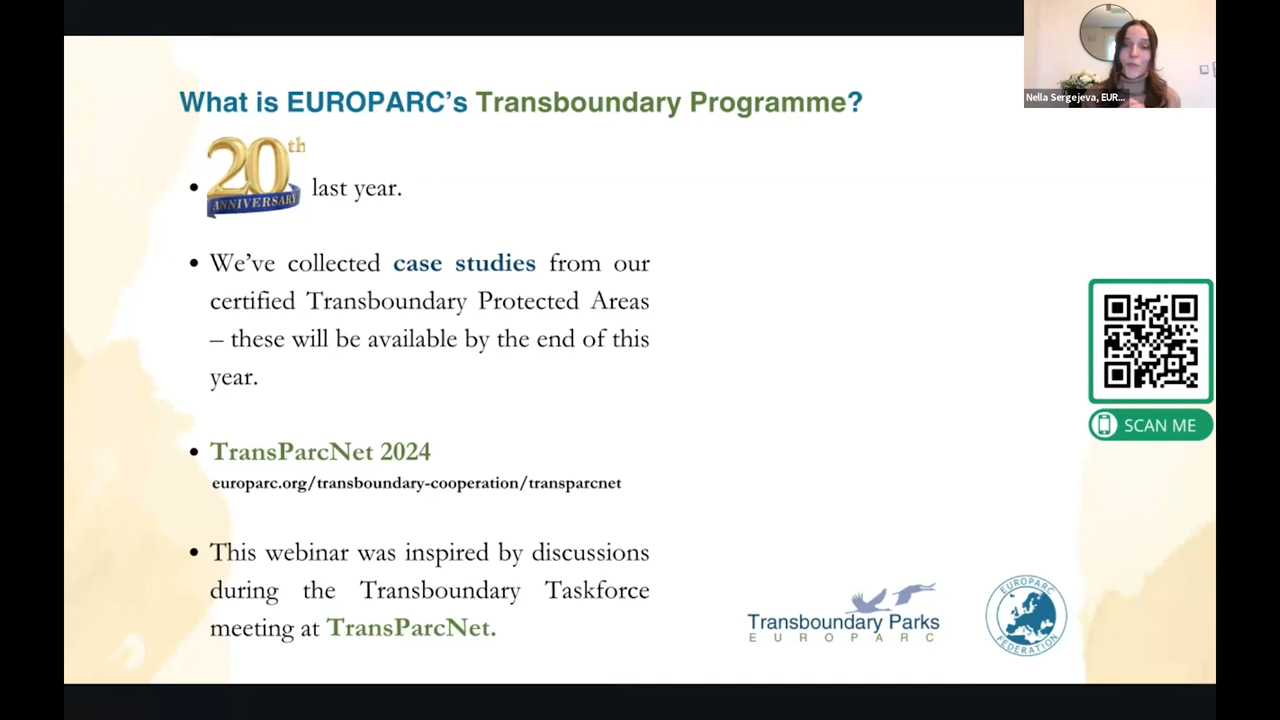 Nella Sergejeva, EUR...
What is EUROPARC's Transboundary Programme?
• 20th ANNIVERSARY last year.
• We've collected case studies from our
certified Transboundary Protected Areas
– these will be available by the end of this
year.
• TransParcNet 2024
europarc.org/transboundary-cooperation/transparcnet
• This webinar was inspired by discussions
during the Transboundary Taskforce
meeting at TransParcNet.
SCAN ME
Transboundary Parks
EUROPARC
EUROPARC
FEDERATION